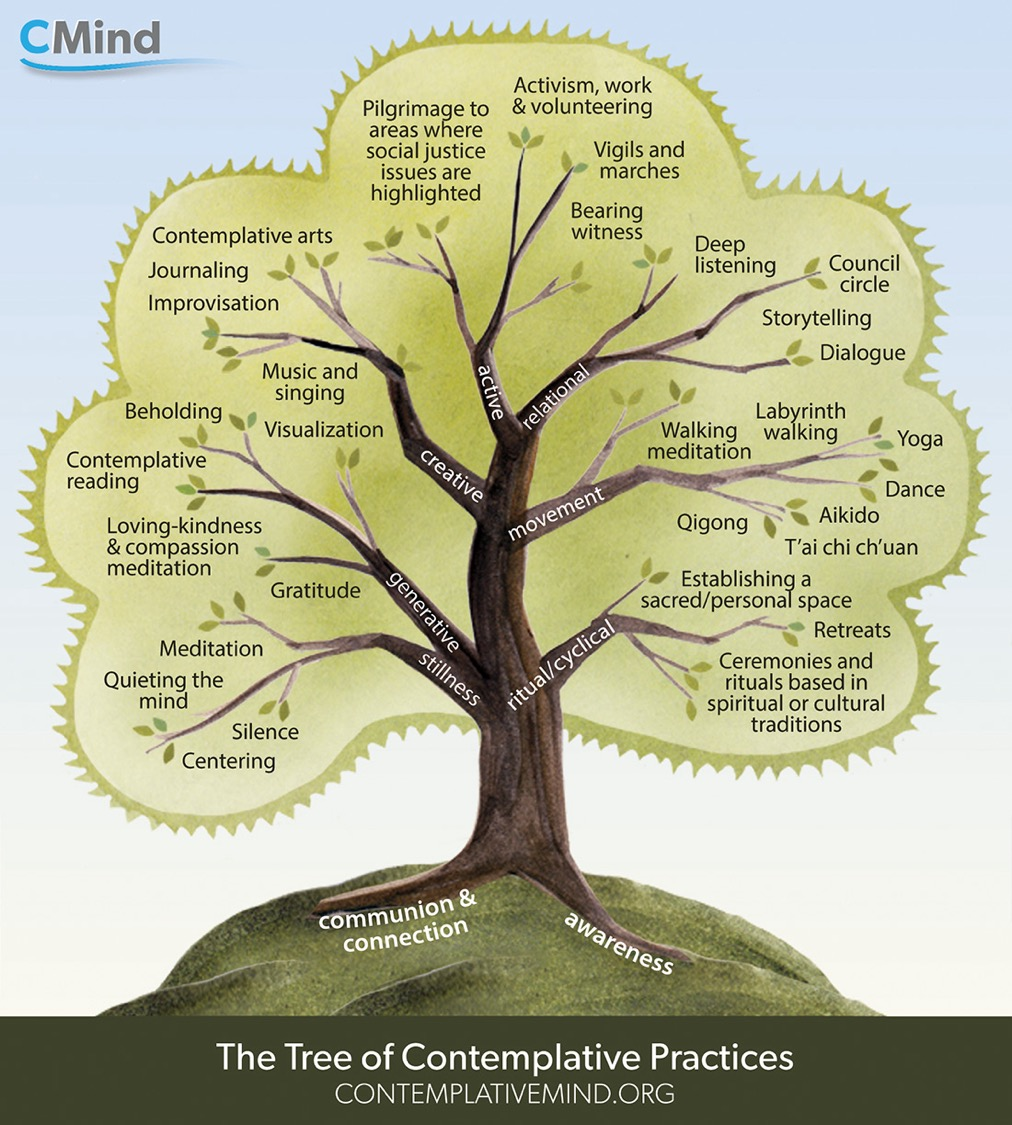 CMind
Activism, work
& volunteering
Pilgrimage to
areas where
social justice
issues are
highlighted
Vigils and
marches
Bearing
witness
Contemplative arts
Journaling
Improvisation
Deep
listening
Council
circle
Storytelling
Dialogue
Music and
singing
active
relational
Beholding
Visualization
Contemplative
reading
creative
Walking
meditation
Labyrinth
walking
Yoga
Dance
movement
Qigong
Aikido
T'ai chi ch'uan
Loving-kindness
& compassion
meditation
Gratitude
generative
Establishing a
sacred/personal space
Retreats
Ceremonies and
rituals based in
spiritual or cultural
traditions
ritual/cyclical
Meditation
Quieting the
mind
Silence
Centering
stillness
communion &
connection
awareness
The Tree of Contemplative Practices
CONTEMPLATIVEMIND.ORG